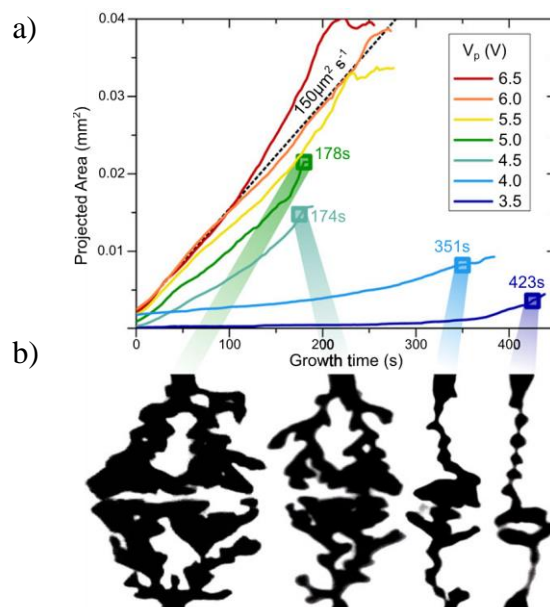 a)
0.04
0.03
0.02
0.01
Projected Area (mm²)
150µm² s⁻¹
178s
174s
351s
423s
Vₚ (V)
6.5
6.0
5.5
5.0
4.5
4.0
3.5
0
100
200
300
400
Growth time (s)
b)